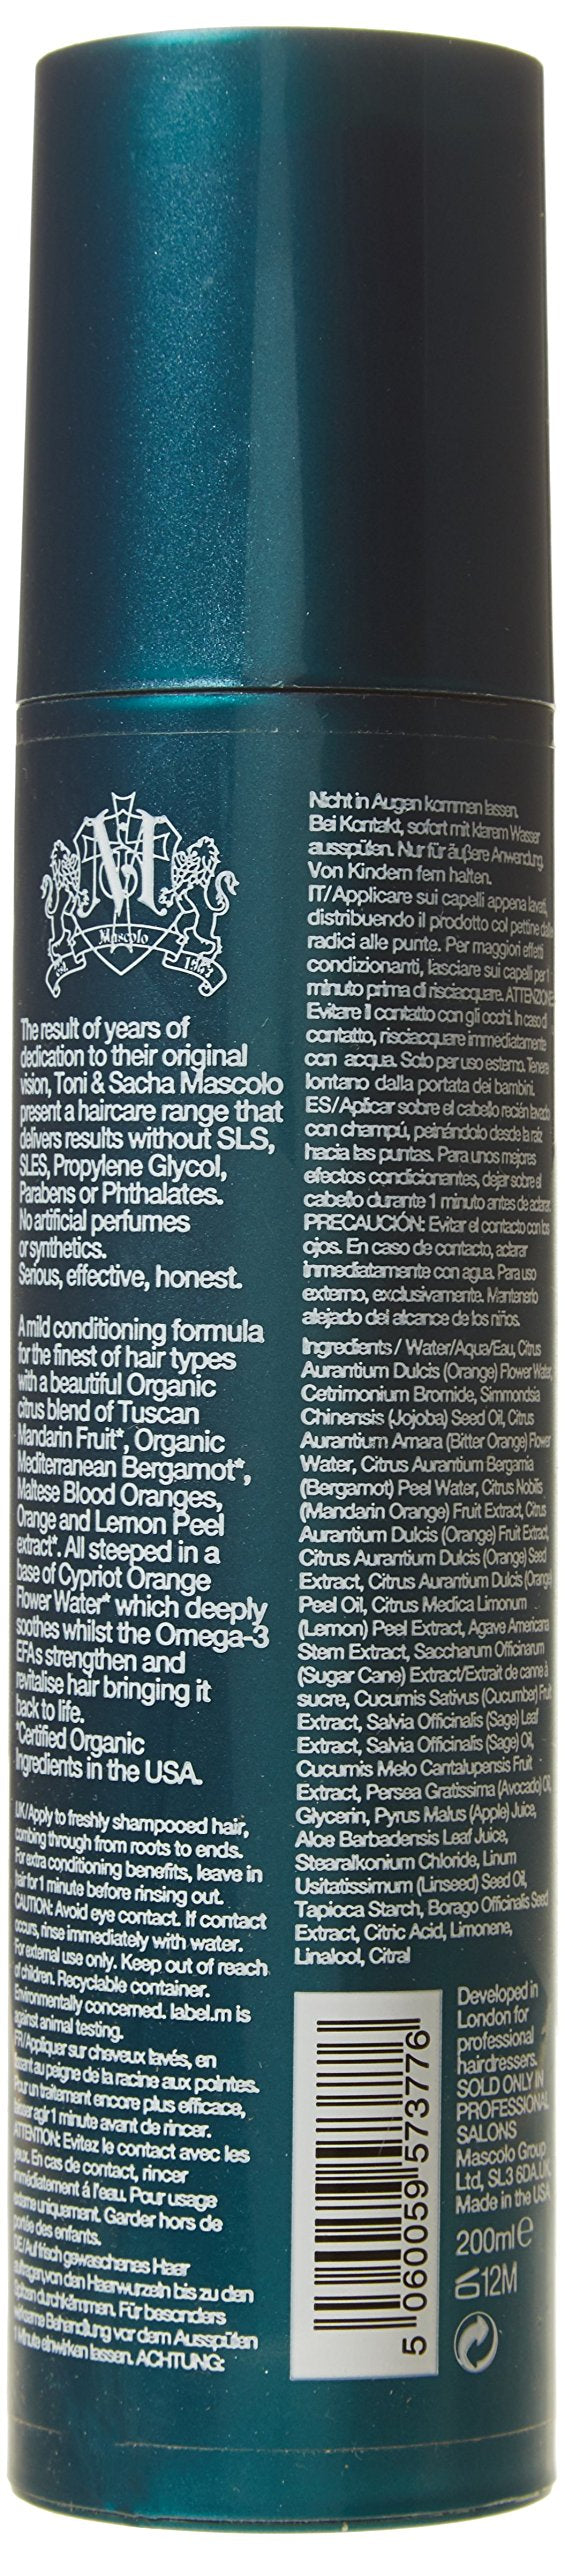 M
Mascolo
est.
The result of years of
dedication to their original
vision, Toni & Sacha Mascolo
present a haircare range that
delivers results without SLS,
SLES, Propylene Glycol,
Parabens or Phthalates.
No artificial perfumes
or synthetics.
Serious, effective, honest.
A mild conditioning formula
for the finest of hair types
with a beautiful Organic
citrus blend of Tuscan
Mandarin Fruit*, Organic
Mediterranean Bergamot*,
Maltese Blood Oranges,
Orange and Lemon Peel
extract*. All steeped in a
base of Cypriot Orange
Flower Water* which deeply
soothes whilst the Omega-3
EFAs strengthen and
revitalise hair bringing it
back to life.
*Certified Organic
Ingredients in the USA.
UK/Apply to freshly shampooed hair,
combing through from roots to ends.
For extra conditioning benefits, leave in
hair for 1 minute before rinsing out.
CAUTION: Avoid eye contact. If contact
occurs, rinse immediately with water.
For external use only. Keep out of reach
of children. Recyclable container.
Environmentally concerned. label.m is
against animal testing.
FR/Appliquer sur cheveux lavés, en
lissant au peigne de la racine aux pointes.
Pour un traitement encore plus efficace,
laisser agir 1 minute avant de rincer.
ATTENTION: Evitez le contact avec les
yeux. En cas de contact, rincer
immédiatement à l'eau. Pour usage
externe uniquement. Garder hors de
portée des enfants.
DE/Auf frisch gewaschenes Haar
auftragen, von den Haarwurzeln bis zu den
Spitzen durchkämmen. Für besonders
wirksame Behandlung vor dem Ausspülen
1 Minute einwirken lassen. ACHTUNG:
Nicht in Augen kommen lassen.
Bei Kontakt, sofort mit klarem Wasser
ausspülen. Nur für äußere Anwendung.
Von Kindern fern halten.
IT/Applicare sui capelli appena lavati,
distribuendo il prodotto col pettine dalle
radici alle punte. Per maggiori effetti
condizionanti, lasciare sui capelli per 1
minuto prima di risciacquare. ATTENZIONE:
Evitare il contatto con gli occhi. In caso di
contatto, risciacquare immediatamente
con acqua. Solo per uso esterno. Tenere
lontano dalla portata dei bambini.
ES/Aplicar sobre el cabello recién lavado
con champú, peinándolo desde la raíz
hacia las puntas. Para unos mejores
efectos condicionantes, dejar sobre el
cabello durante 1 minuto antes de aclarar.
PRECAUCIÓN: Evitar el contacto con los
ojos. En caso de contacto, aclarar
inmediatamente con agua. Para uso
externo, exclusivamente. Mantenerlo
alejado del alcance de los niños.
Ingredients / Water/Aqua/Eau, Citrus
Aurantium Dulcis (Orange) Flower Water,
Cetrimonium Bromide, Simmondsia
Chinensis (Jojoba) Seed Oil, Citrus
Aurantium Amara (Bitter Orange) Flower
Water, Citrus Aurantium Bergamia
(Bergamot) Peel Water, Citrus Nobilis
(Mandarin Orange) Fruit Extract, Citrus
Aurantium Dulcis (Orange) Fruit Extract,
Citrus Aurantium Dulcis (Orange) Seed
Extract, Citrus Aurantium Dulcis (Orange)
Peel Oil, Citrus Medica Limonum
(Lemon) Peel Extract, Agave Americana
Stem Extract, Saccharum Officinarum
(Sugar Cane) Extract/Extrait de canne à
sucre, Cucumis Sativus (Cucumber) Fruit
Extract, Salvia Officinalis (Sage) Leaf
Extract, Salvia Officinalis (Sage) Oil,
Cucumis Melo Cantalupensis Fruit
Extract, Persea Gratissima (Avocado) Oil,
Glycerin, Pyrus Malus (Apple) Juice,
Aloe Barbadensis Leaf Juice,
Stearalkonium Chloride, Linum
Usitatissimum (Linseed) Seed Oil,
Tapioca Starch, Borago Officinalis Seed
Extract, Citric Acid, Limonene,
Linalool, Citral
5 060059 573776
Developed in
London for
professional
hairdressers.
SOLD ONLY IN
PROFESSIONAL
SALONS
Mascolo Group
Ltd, SL3 6DA.UK
Made in the USA
200ml e
12M